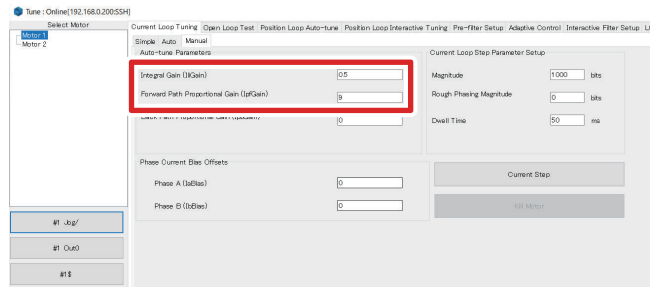 Tune : Online[192.168.0.200:SSH]
Select Motor
Motor 1
Motor 2
#1 Jog/
#1 Out0
#1 $
Current Loop Tuning Open Loop Test Position Loop Auto-tune Position Loop Interactive Tuning Pre-filter Setup Adaptive Control Interactive Filter Setup
Simple Auto Manual
Auto-tune Parameters
Integral Gain (IiGain) 0.5
Forward Path Proportional Gain (IpfGain) 9
0
Current Loop Step Parameter Setup
Magnitude 1000 bits
Rough Phasing Magnitude 0 bits
Dwell Time 50 ms
Phase Current Bias Offsets
Phase A (IaBias) 0
Phase B (IbBias) 0
Current Step
Kill Motor